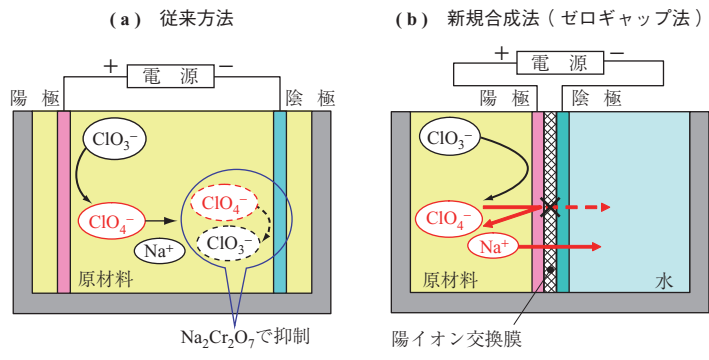 (a) 従来方法
+ 電 源 −
陽 極
陰 極
ClO₃⁻
ClO₄⁻
Na⁺
ClO₄⁻
ClO₃⁻
原材料
Na₂Cr₂O₇で抑制
(b) 新規合成法(ゼロギャップ法)
+ 電 源 −
陽 極
陰 極
ClO₃⁻
ClO₄⁻
Na⁺
原材料
水
陽イオン交換膜